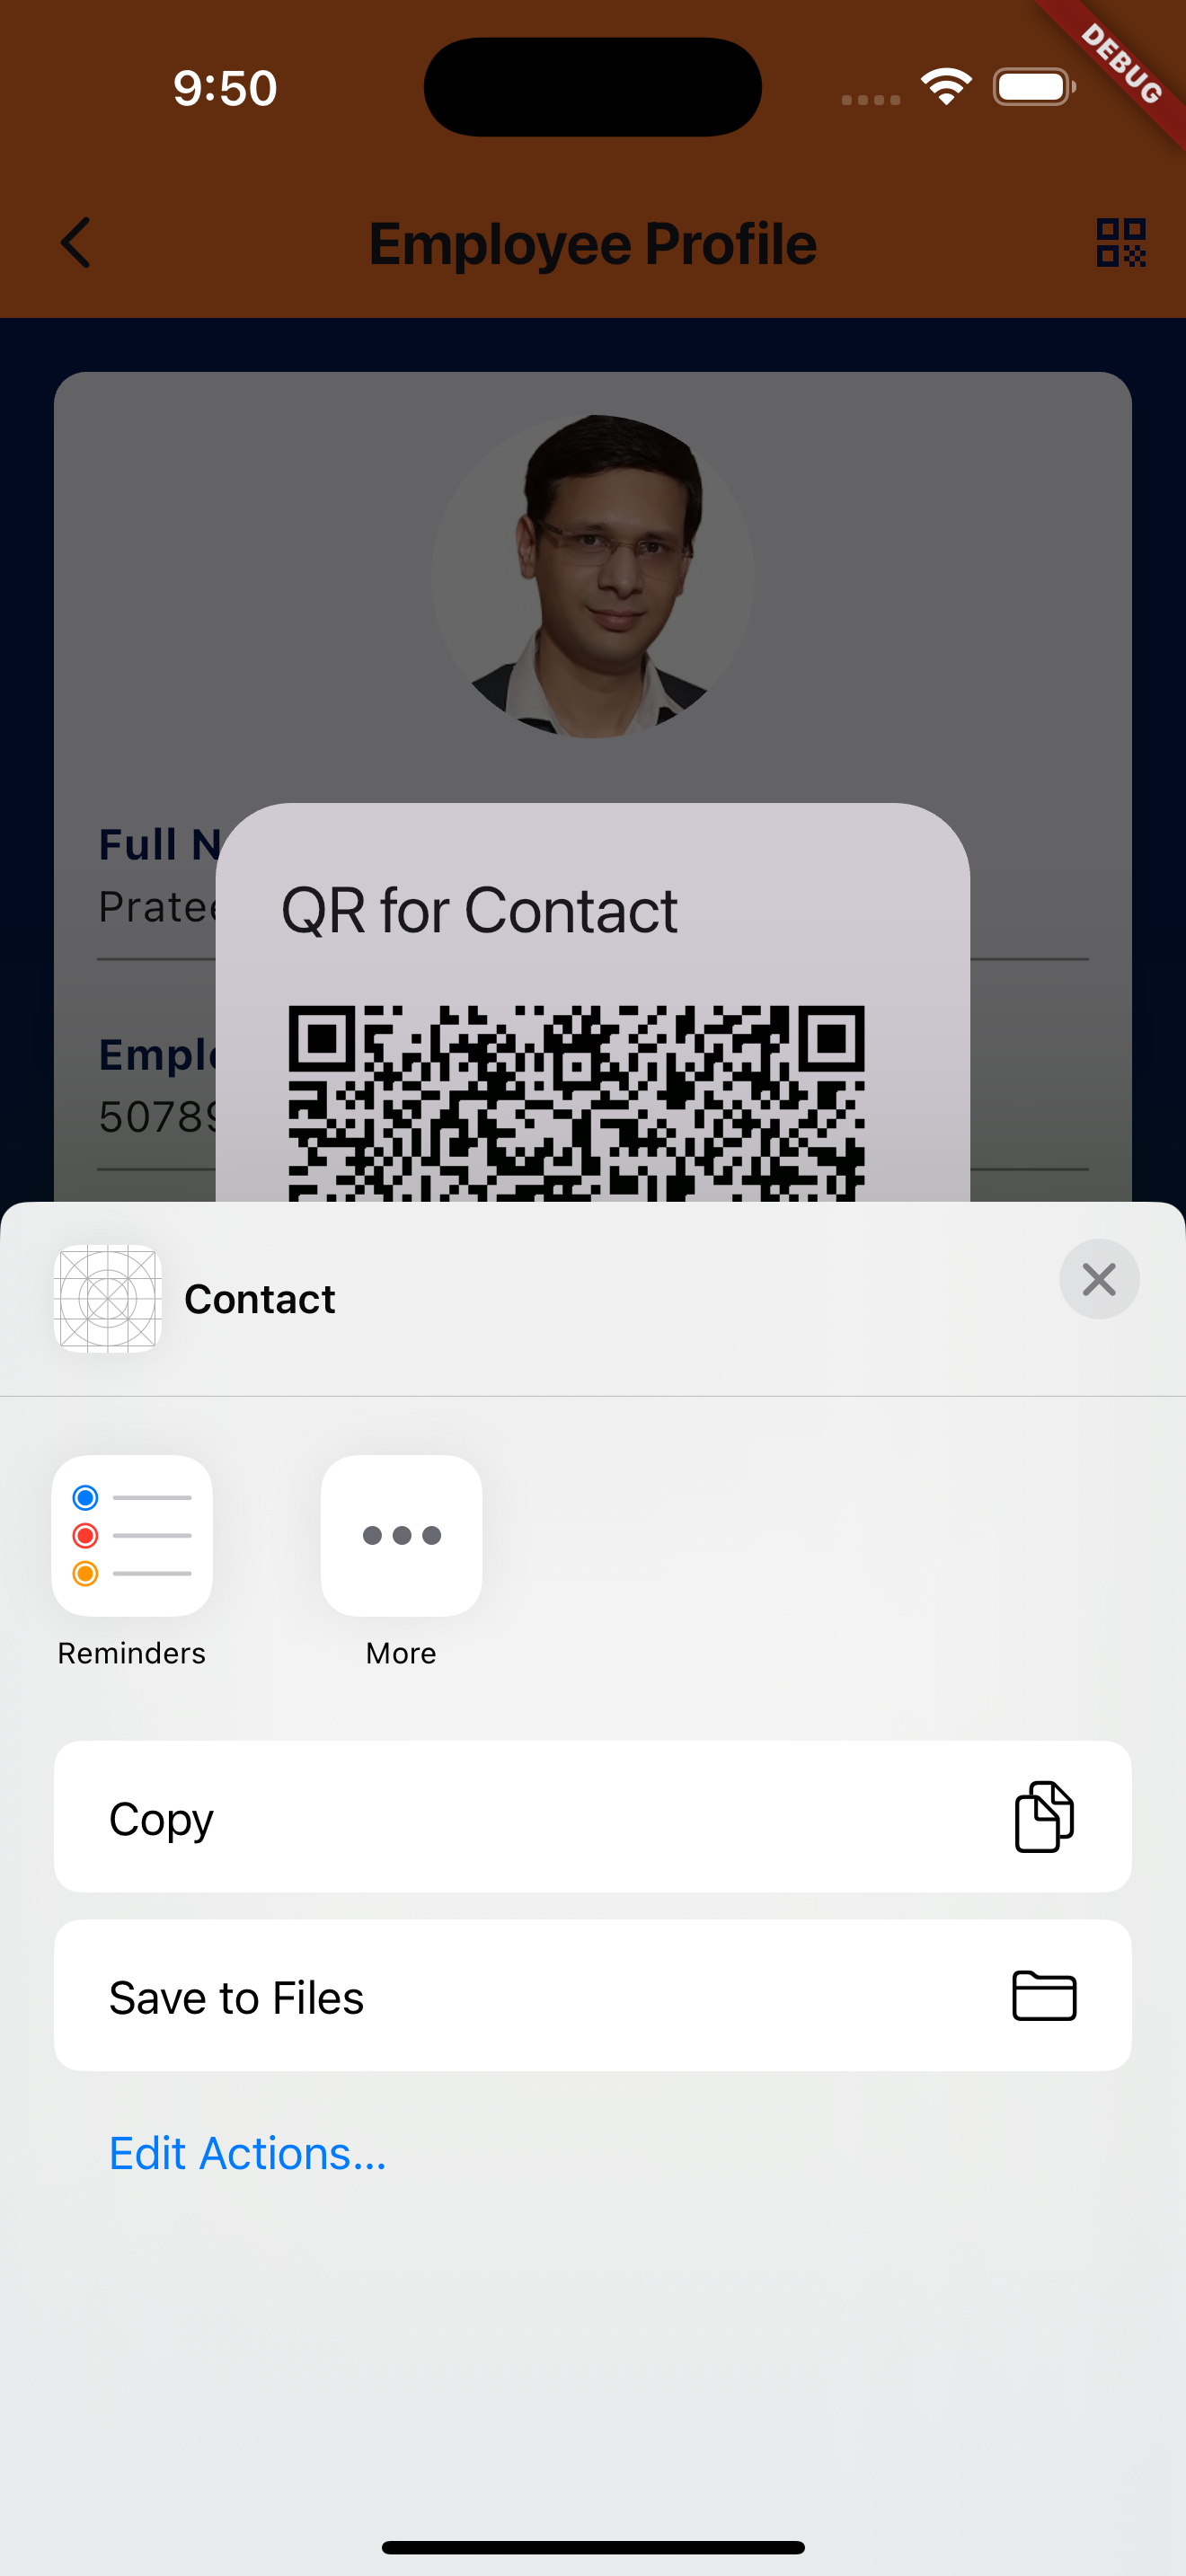 9:50
DEBUG
Employee Profile
Full N
Prate
Empl
5078
QR for Contact
Contact
Reminders
More
Copy
Save to Files
Edit Actions...